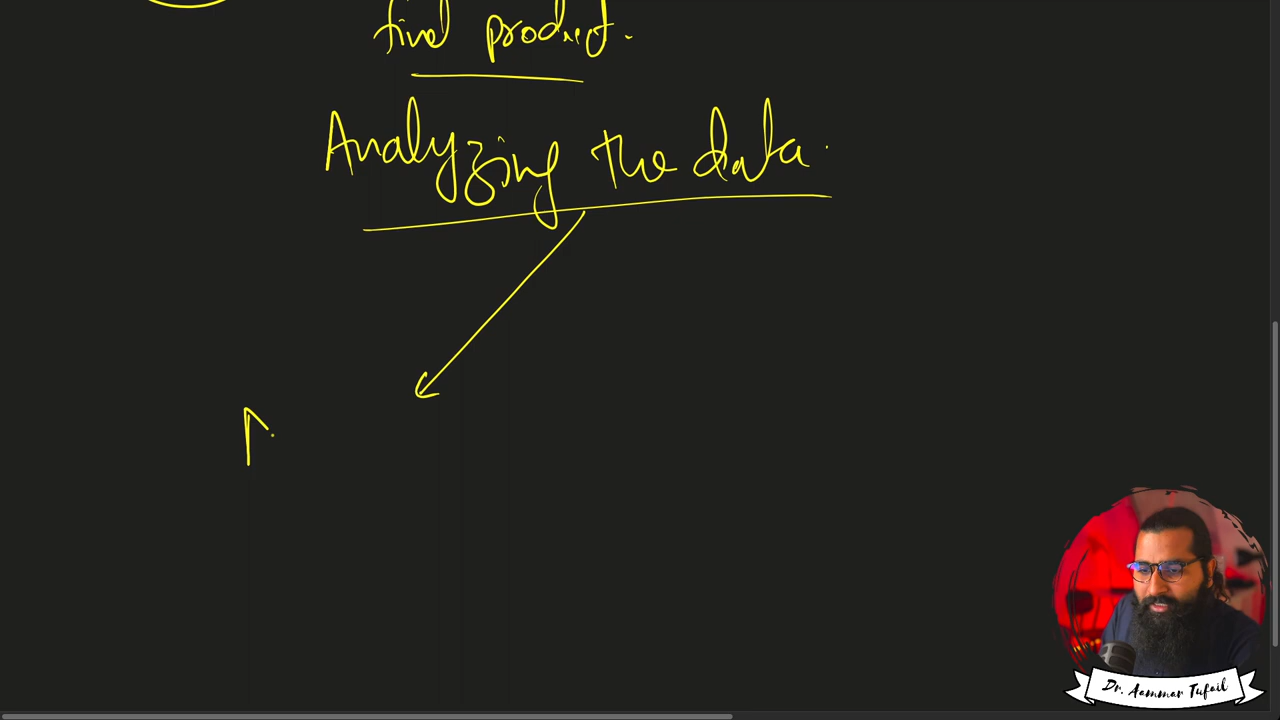 final product.
Analyzing the data.
Dr. Aammar Tufail